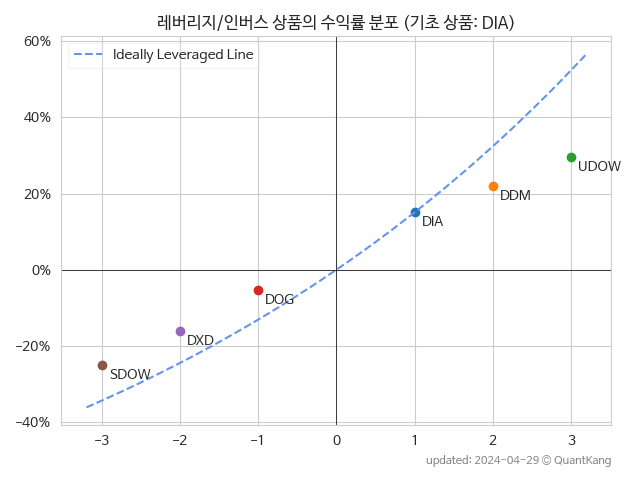 레버리지/인버스 상품의 수익률 분포 (기초 상품: DIA)
60%
Ideally Leveraged Line
40%
UDOW
DDM
20%
DIA
0%
DOG
DXD
−20%
SDOW
−40%
−3 −2 −1 0 1 2 3
updated: 2024-04-29 © QuantKang